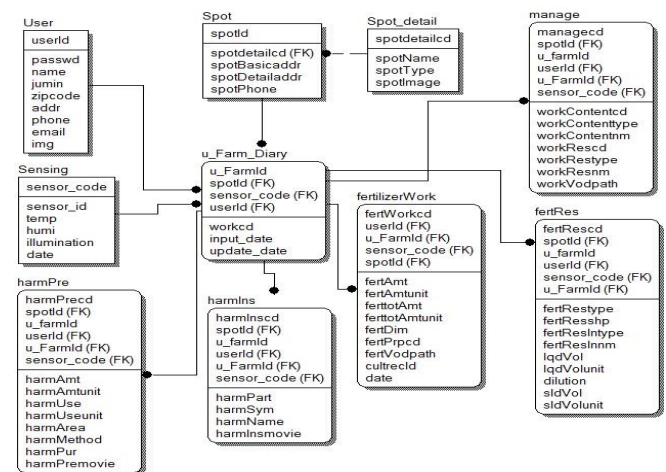 User
userId
passwd
name
jumin
zipcode
addr
phone
email
img
Spot
spotId
spotdetailcd (FK)
spotBasicaddr
spotDetailaddr
spotPhone
Spot_detail
spotdetailcd
spotName
spotType
spotImage
manage
managecd
spotId (FK)
u_farmId
userId (FK)
u_FarmId (FK)
sensor_code (FK)
workContentcd
workContenttype
workContentnm
workRescd
workRestype
workResnm
workVodpath
Sensing
sensor_code
sensor_id
temp
humi
illumination
date
u_Farm_Diary
u_FarmId
spotId (FK)
sensor_code (FK)
userId (FK)
workcd
input_date
update_date
fertilizerWork
fertWorkcd
userId (FK)
u_FarmId (FK)
sensor_code (FK)
spotId (FK)
fertAmt
fertAmtunit
ferttotAmt
ferttotAmtunit
fertDim
fertPrpcd
fertVodpath
cultrecId
date
fertRes
fertRescd
spotId (FK)
u_farmId
userId (FK)
sensor_code (FK)
u_FarmId (FK)
fertRestype
fertResshp
fertResIntype
fertResInnm
lqdVol
lqdVolunit
dilution
sldVol
sldVolunit
harmPre
harmPrecd
spotId (FK)
u_farmId
userId (FK)
u_FarmId (FK)
sensor_code (FK)
harmAmt
harmAmtunit
harmUse
harmUseunit
harmArea
harmMethod
harmPur
harmPremovie
harmIns
harmInscd
spotId (FK)
u_farmId
userId (FK)
u_FarmId (FK)
sensor_code (FK)
harmPart
harmSym
harmName
harmInsmovie